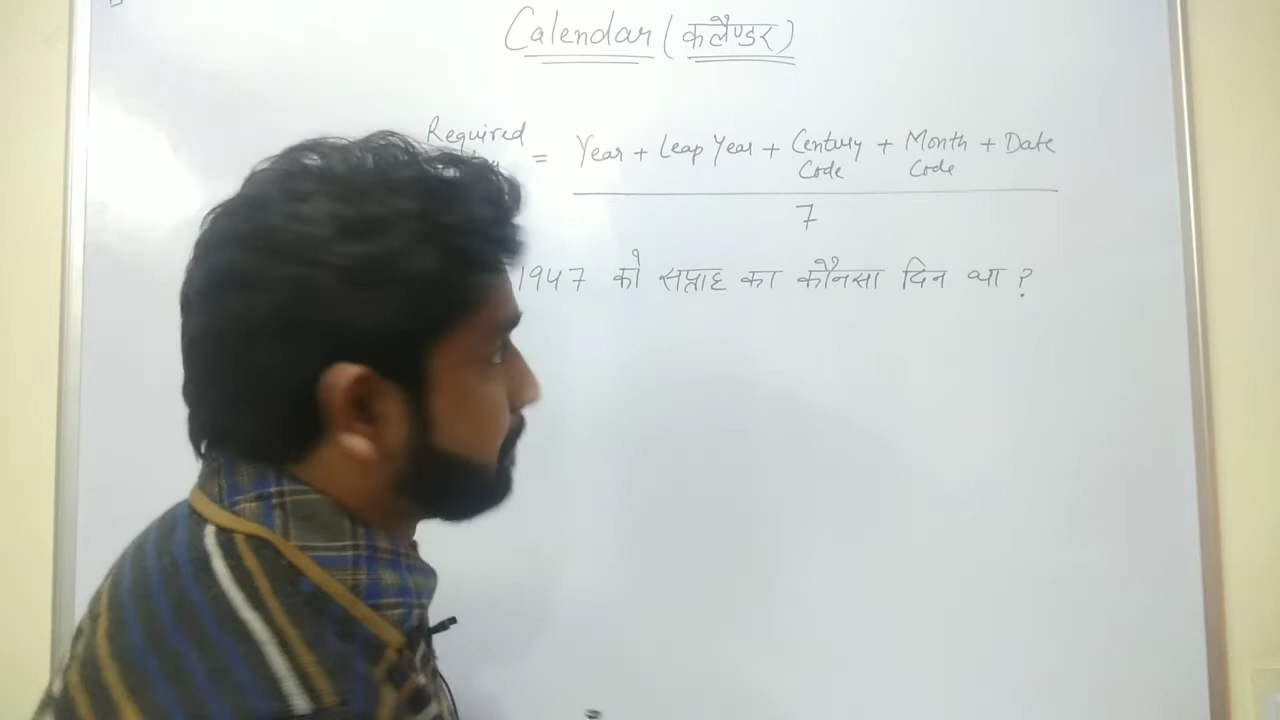 Calendar (कलैण्डर)
Required = Year + Leap Year + Century Code + Month Code + Date
7
1947 को सप्ताह का कौनसा दिन था ?